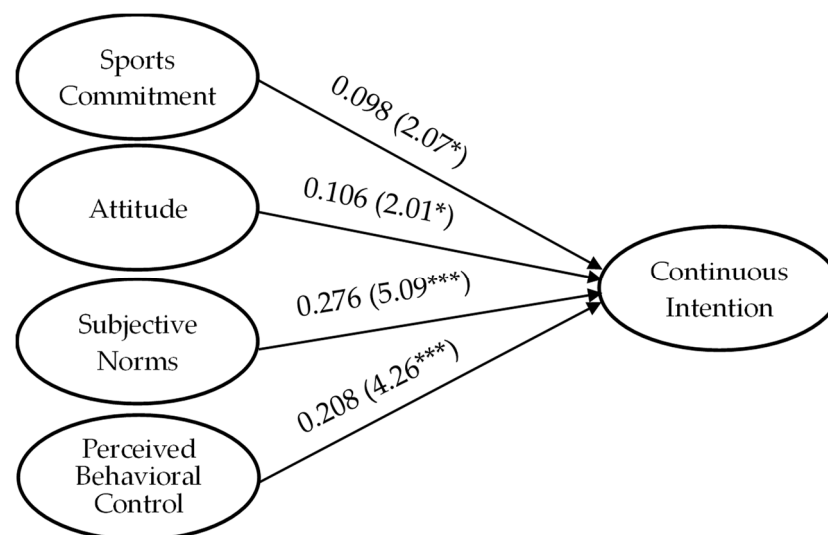 Sports
Commitment
0.098 (2.07*)
Attitude
0.106 (2.01*)
Continuous
Intention
Subjective
Norms
0.276 (5.09***)
Perceived
Behavioral
Control
0.208 (4.26***)